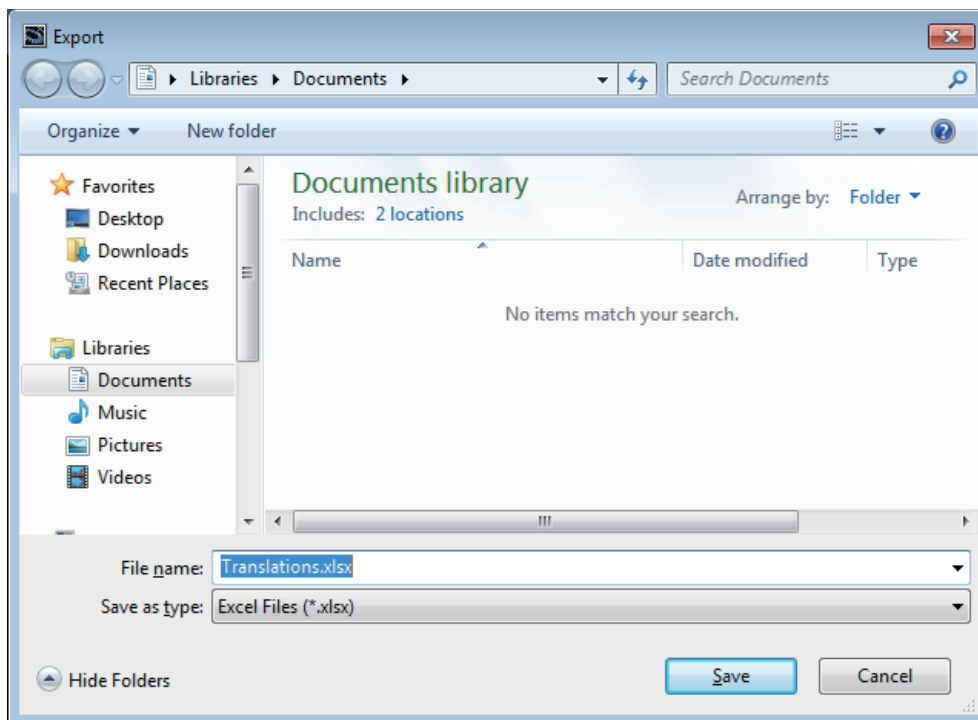 Export
Libraries Documents Search Documents
Organize New folder
Favorites
Desktop
Downloads
Recent Places
Libraries
Documents
Music
Pictures
Videos
Documents library
Includes: 2 locations
Arrange by: Folder
Name Date modified Type
No items match your search.
File name: Translations.xlsx
Save as type: Excel Files (*.xlsx)
Hide Folders Save Cancel